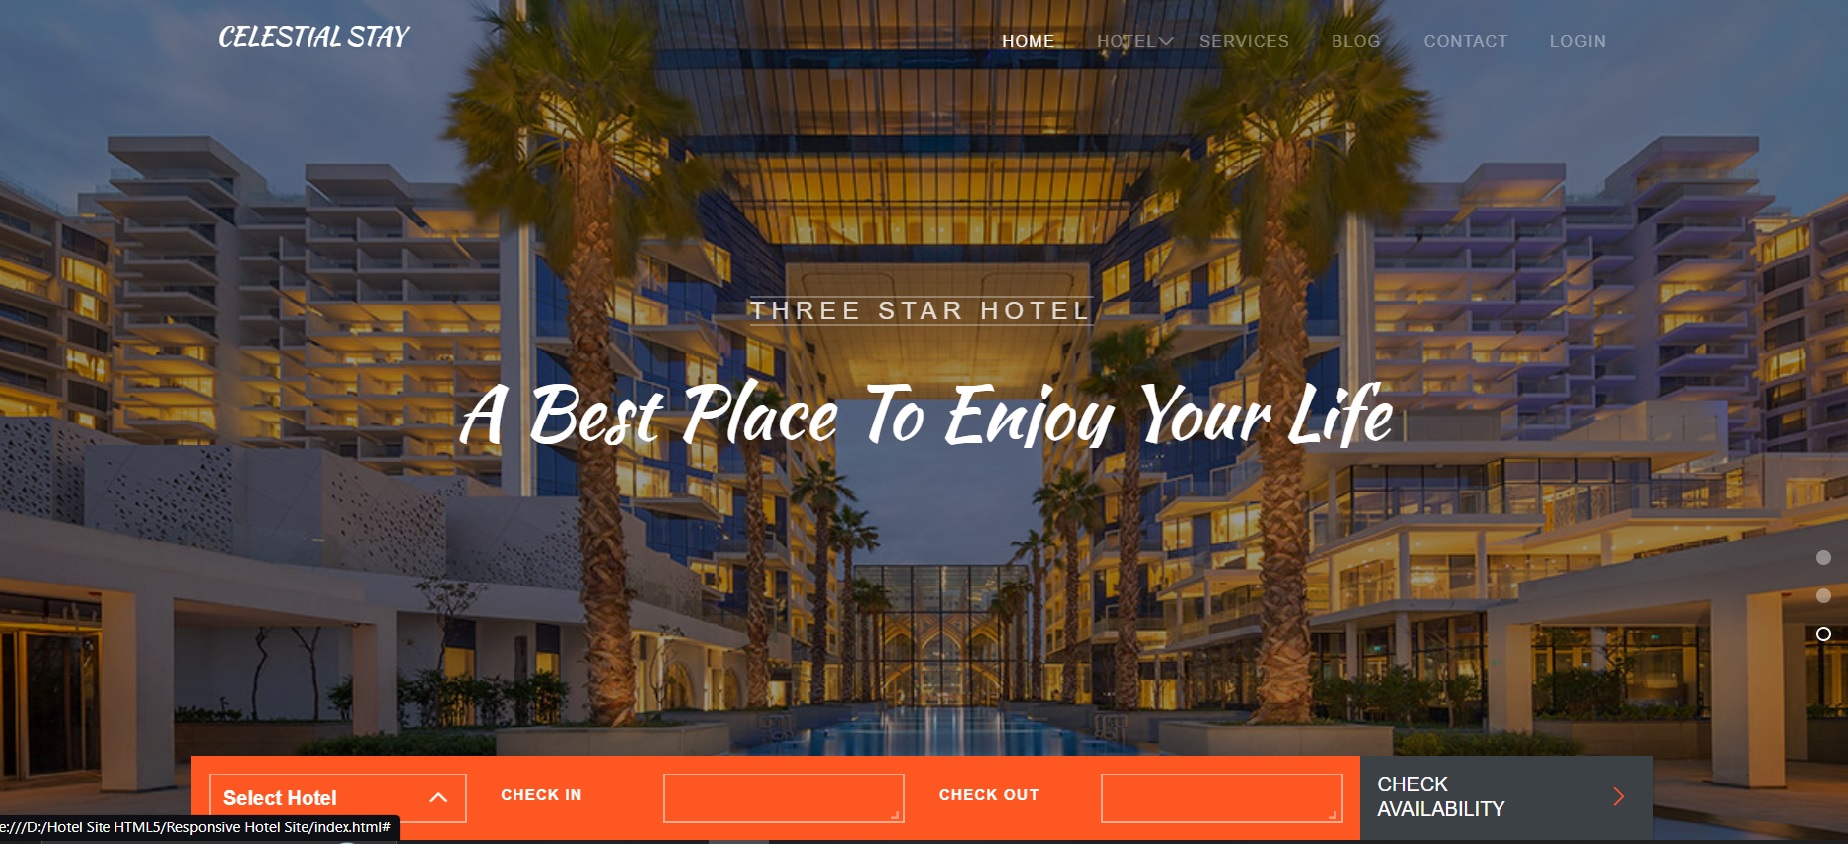 CELESTIAL STAY
HOME HOTEL SERVICES BLOG CONTACT LOGIN
THREE STAR HOTEL
A Best Place To Enjoy Your Life
Select Hotel CHECK IN CHECK OUT CHECK
AVAILABILITY
e:///D:/Hotel Site HTML5/Responsive Hotel Site/index.html#